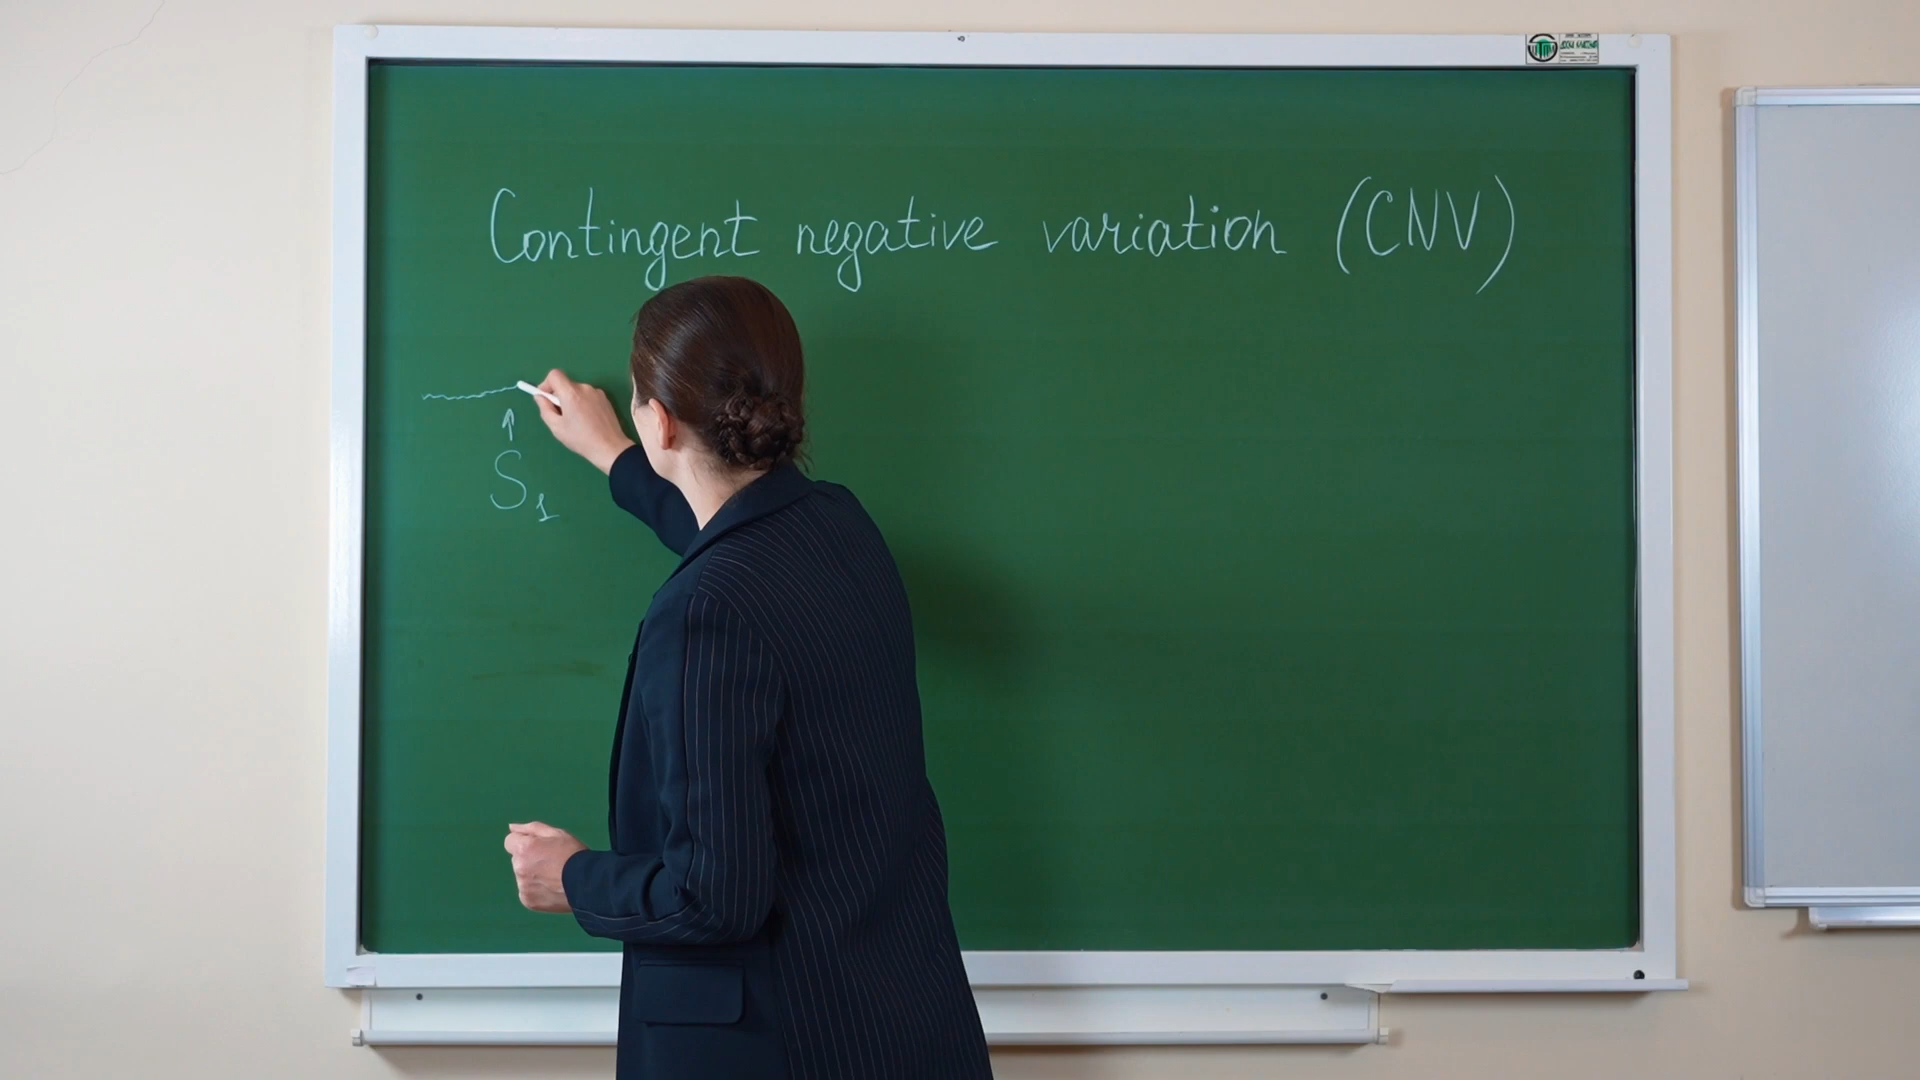 Contingent negative variation (CNV)
S₁